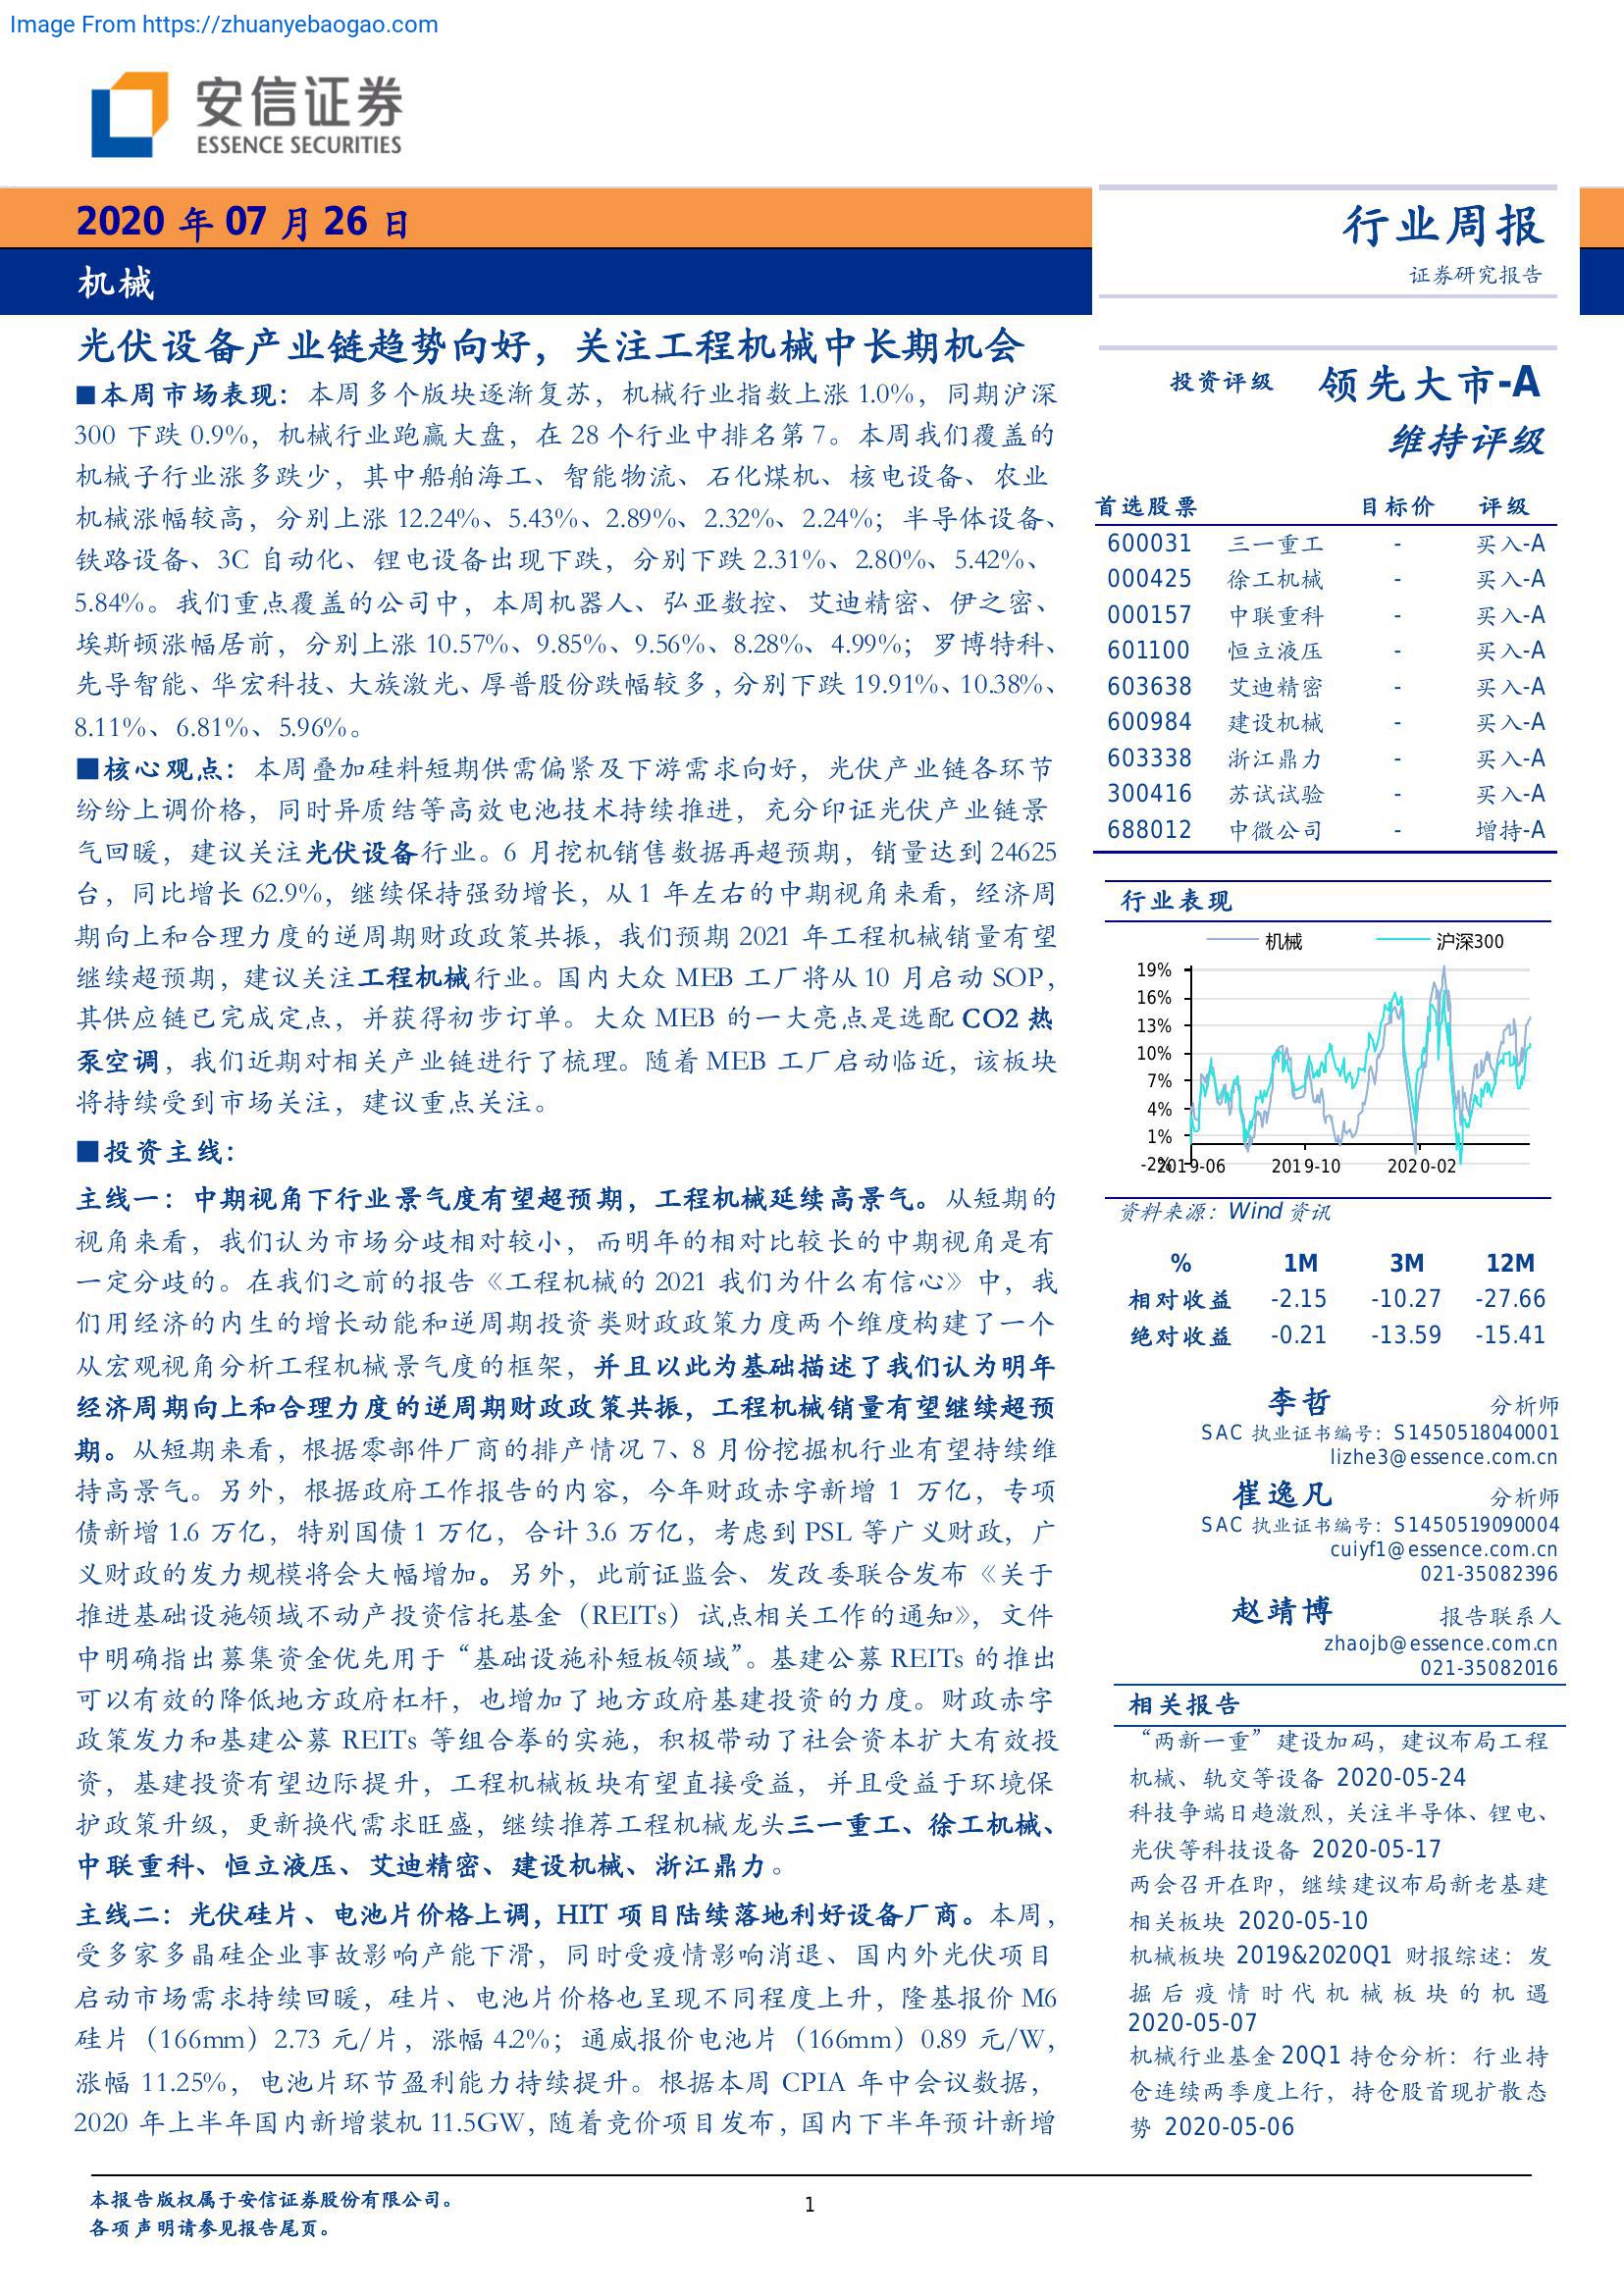 Image From https://zhuanyebaogao.com
安信证券
ESSENCE SECURITIES
2020 年 07 月 26 日
机械
行业周报
证券研究报告
光伏设备产业链趋势向好，关注工程机械中长期机会
■本周市场表现：本周多个版块逐渐复苏，机械行业指数上涨 1.0%，同期沪深
300 下跌 0.9%，机械行业跑赢大盘，在 28 个行业中排名第 7。本周我们覆盖的
机械子行业涨多跌少，其中船舶海工、智能物流、石化煤机、核电设备、农业
机械涨幅较高，分别上涨 12.24%、5.43%、2.89%、2.32%、2.24%；半导体设备、
铁路设备、3C 自动化、锂电设备出现下跌，分别下跌 2.31%、2.80%、5.42%、
5.84%。我们重点覆盖的公司中，本周机器人、弘亚数控、艾迪精密、伊之密、
埃斯顿涨幅居前，分别上涨 10.57%、9.85%、9.56%、8.28%、4.99%；罗博特科、
先导智能、华宏科技、大族激光、厚普股份跌幅较多，分别下跌 19.91%、10.38%、
8.11%、6.81%、5.96%。
■核心观点：本周叠加硅料短期供需偏紧及下游需求向好，光伏产业链各环节
纷纷上调价格，同时异质结等高效电池技术持续推进，充分印证光伏产业链景
气回暖，建议关注光伏设备行业。6 月挖机销售数据再超预期，销量达到 24625
台，同比增长 62.9%，继续保持强劲增长，从 1 年左右的中期视角来看，经济周
期向上和合理力度的逆周期财政政策共振，我们预期 2021 年工程机械销量有望
继续超预期，建议关注工程机械行业。国内大众 MEB 工厂将从 10 月启动 SOP，
其供应链已完成定点，并获得初步订单。大众 MEB 的一大亮点是选配 CO2 热
泵空调，我们近期对相关产业链进行了梳理。随着 MEB 工厂启动临近，该板块
将持续受到市场关注，建议重点关注。
■投资主线：
主线一：中期视角下行业景气度有望超预期，工程机械延续高景气。从短期的
视角来看，我们认为市场分歧相对较小，而明年的相对比较长的中期视角是有
一定分歧的。在我们之前的报告《工程机械的 2021 我们为什么有信心》中，我
们用经济的内生的增长动能和逆周期投资类财政政策力度两个维度构建了一个
从宏观视角分析工程机械景气度的框架，并且以此为基础描述了我们认为明年
经济周期向上和合理力度的逆周期财政政策共振，工程机械销量有望继续超预
期。从短期来看，根据零部件厂商的排产情况 7、8 月份挖掘机行业有望持续维
持高景气。另外，根据政府工作报告的内容，今年财政赤字新增 1 万亿，专项
债新增 1.6 万亿，特别国债 1 万亿，合计 3.6 万亿，考虑到 PSL 等广义财政，广
义财政的发力规模将会大幅增加。另外，此前证监会、发改委联合发布《关于
推进基础设施领域不动产投资信托基金（REITs）试点相关工作的通知》，文件
中明确指出募集资金优先用于“基础设施补短板领域”。基建公募 REITs 的推出
可以有效的降低地方政府杠杆，也增加了地方政府基建投资的力度。财政赤字
政策发力和基建公募 REITs 等组合拳的实施，积极带动了社会资本扩大有效投
资，基建投资有望边际提升，工程机械板块有望直接受益，并且受益于环境保
护政策升级，更新换代需求旺盛，继续推荐工程机械龙头三一重工、徐工机械、
中联重科、恒立液压、艾迪精密、建设机械、浙江鼎力。
主线二：光伏硅片、电池片价格上调，HIT 项目陆续落地利好设备厂商。本周，
受多家多晶硅企业事故影响产能下滑，同时受疫情影响消退、国内外光伏项目
启动市场需求持续回暖，硅片、电池片价格也呈现不同程度上升，隆基报价 M6
硅片（166mm）2.73 元/片，涨幅 4.2%；通威报价电池片（166mm）0.89 元/W，
涨幅 11.25%，电池片环节盈利能力持续提升。根据本周 CPIA 年中会议数据，
2020 年上半年国内新增装机 11.5GW，随着竞价项目发布，国内下半年预计新增
投资评级 领先大市-A
维持评级
首选股票 目标价 评级
600031 三一重工 - 买入-A
000425 徐工机械 - 买入-A
000157 中联重科 - 买入-A
601100 恒立液压 - 买入-A
603638 艾迪精密 - 买入-A
600984 建设机械 - 买入-A
603338 浙江鼎力 - 买入-A
300416 苏试试验 - 买入-A
688012 中微公司 - 增持-A
行业表现
机械 沪深300
19%
16%
13%
10%
7%
4%
1%
-2%
2019-06 2019-10 2020-02
资料来源：Wind 资讯
% 1M 3M 12M
相对收益 -2.15 -10.27 -27.66
绝对收益 -0.21 -13.59 -15.41
李哲 分析师
SAC 执业证书编号：S1450518040001
lizhe3@essence.com.cn
崔逸凡 分析师
SAC 执业证书编号：S1450519090004
cuiyf1@essence.com.cn
021-35082396
赵靖博 报告联系人
zhaojb@essence.com.cn
021-35082016
相关报告
“两新一重”建设加码，建议布局工程
机械、轨交等设备 2020-05-24
科技争端日趋激烈，关注半导体、锂电、
光伏等科技设备 2020-05-17
两会召开在即，继续建议布局新老基建
相关板块 2020-05-10
机械板块 2019&2020Q1 财报综述：发
掘后疫情时代机械板块的机遇
2020-05-07
机械行业基金 20Q1 持仓分析：行业持
仓连续两季度上行，持仓股首现扩散态
势 2020-05-06
本报告版权属于安信证券股份有限公司。
各项声明请参见报告尾页。
1